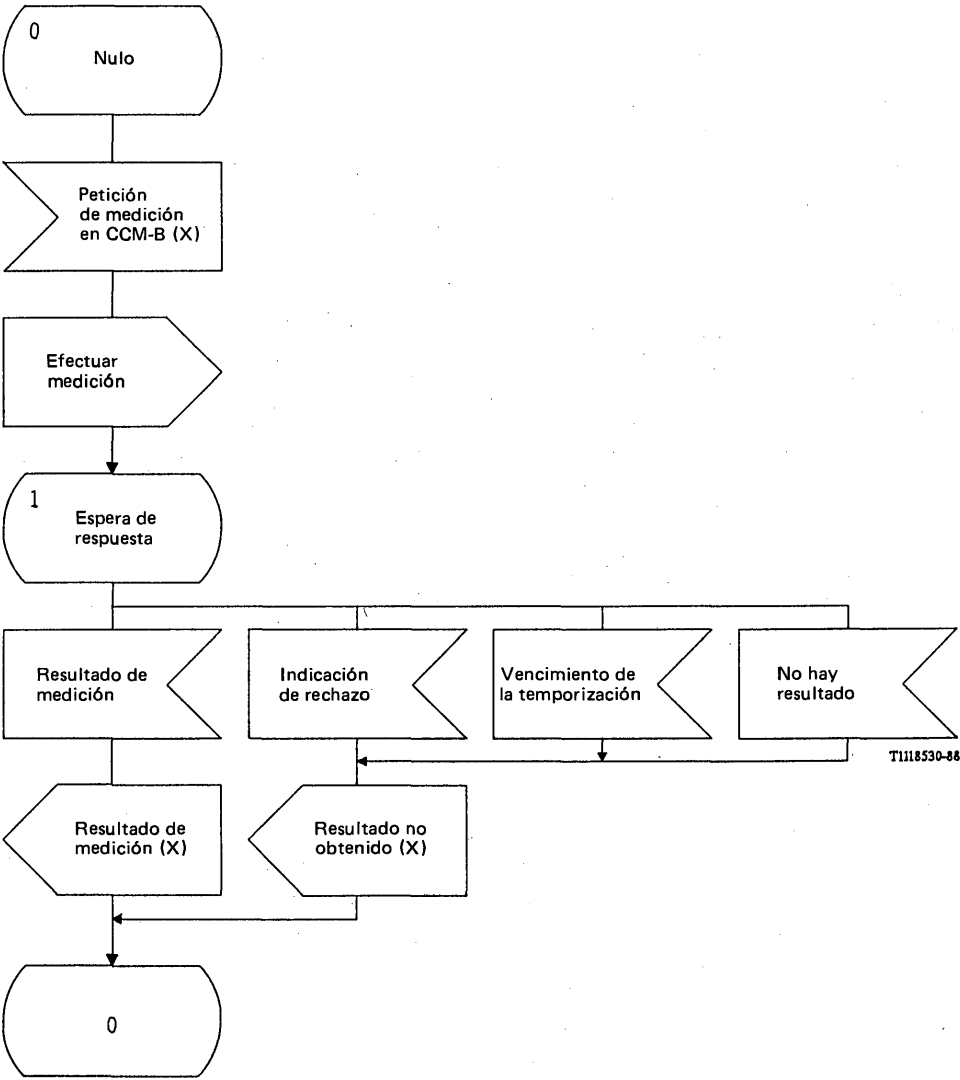 0
Nulo
Petición
de medición
en CCM-B (X)
Efectuar
medición
1
Espera de
respuesta
Resultado de
medición
Indicación
de rechazo
Vencimiento de
la temporización
No hay
resultado
T1118530-88
Resultado de
medición (X)
Resultado no
obtenido (X)
0